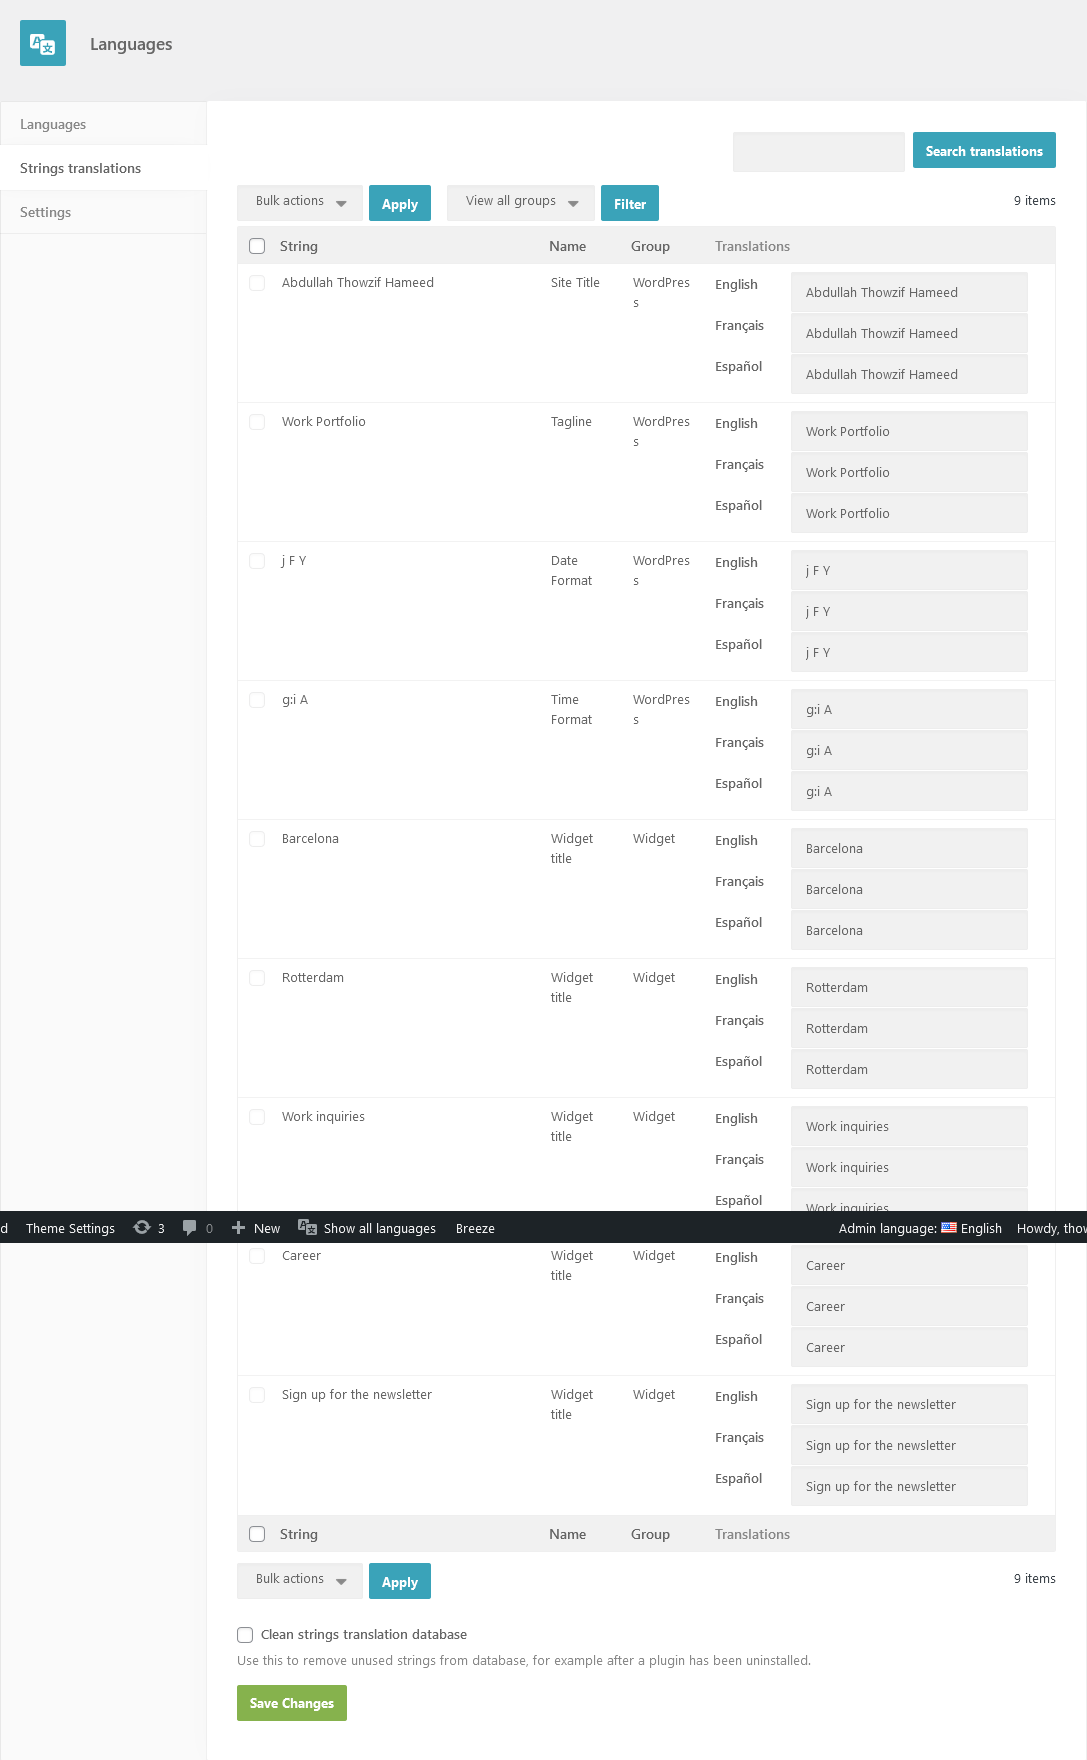 Languages
Languages
Strings translations
Settings
Search translations
Bulk actions
Apply
View all groups
Filter
9 items
String Name Group Translations
Abdullah Thowzif Hameed Site Title WordPres
s
English Abdullah Thowzif Hameed
Français Abdullah Thowzif Hameed
Español Abdullah Thowzif Hameed
Work Portfolio Tagline WordPres
s
English Work Portfolio
Français Work Portfolio
Español Work Portfolio
j F Y Date WordPres
Format s
English j F Y
Français j F Y
Español j F Y
g:i A Time WordPres
Format s
English g:i A
Français g:i A
Español g:i A
Barcelona Widget Widget
title
English Barcelona
Français Barcelona
Español Barcelona
Rotterdam Widget Widget
title
English Rotterdam
Français Rotterdam
Español Rotterdam
Work inquiries Widget Widget
title
English Work inquiries
Français Work inquiries
Español Work inquiries
d Theme Settings 3 0 New Show all languages Breeze Admin language: English Howdy, thow
Career Widget Widget
title
English Career
Français Career
Español Career
Sign up for the newsletter Widget Widget
title
English Sign up for the newsletter
Français Sign up for the newsletter
Español Sign up for the newsletter
String Name Group Translations
Bulk actions
Apply
9 items
Clean strings translation database
Use this to remove unused strings from database, for example after a plugin has been uninstalled.
Save Changes